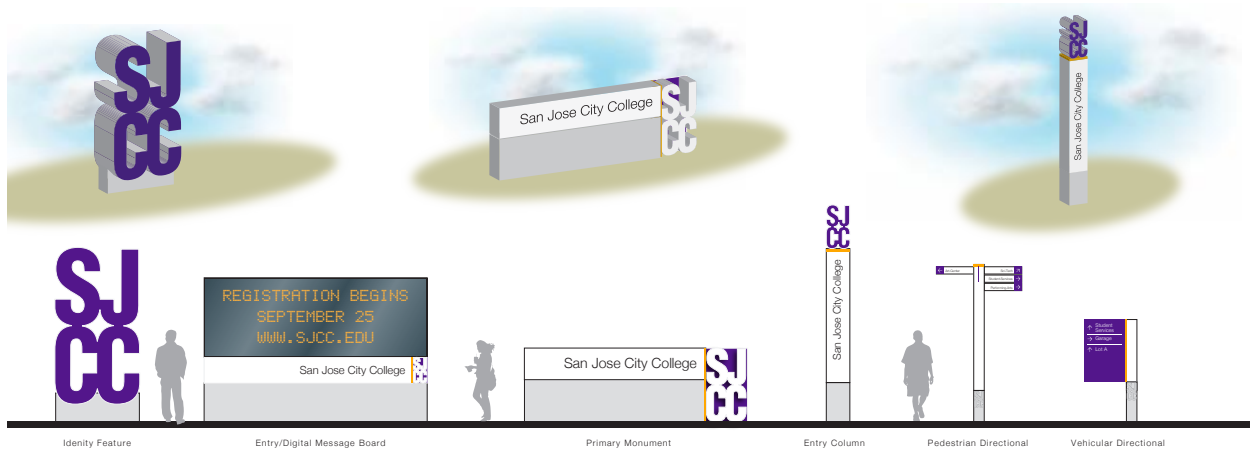 SJ
CC
San Jose City College
SJ
CC
SJ
CC
San Jose City College
SJ
CC
REGISTRATION BEGINS
SEPTEMBER 25
WWW.SJCC.EDU
San Jose City College
SJ
CC
San Jose City College
SJ
CC
SJ
CC
San Jose City College
Student
Services
Garage
Lot A
Idenity Feature
Entry/Digital Message Board
Primary Monument
Entry Column
Pedestrian Directional
Vehicular Directional